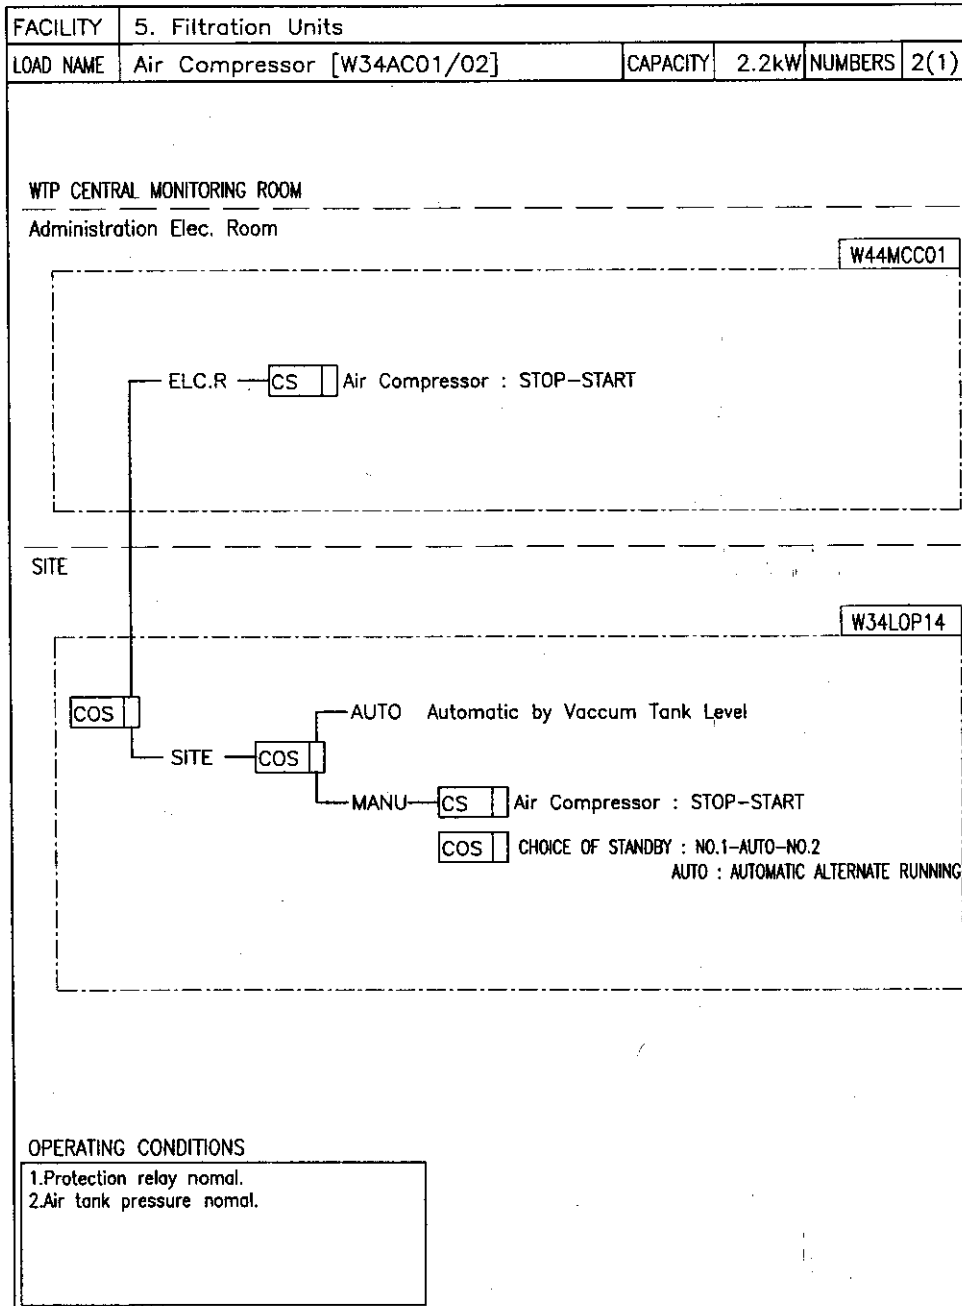 FACILITY 5. Filtration Units
LOAD NAME Air Compressor [W34AC01/02] CAPACITY 2.2kW NUMBERS 2(1)
WTP CENTRAL MONITORING ROOM
Administration Elec. Room
W44MCC01
ELC.R CS Air Compressor : STOP-START
SITE
W34LOP14
COS
AUTO Automatic by Vaccum Tank Level
SITE COS
MANU CS Air Compressor : STOP-START
COS CHOICE OF STANDBY : NO.1-AUTO-NO.2
AUTO : AUTOMATIC ALTERNATE RUNNING
OPERATING CONDITIONS
1.Protection relay nomal.
2.Air tank pressure nomal.